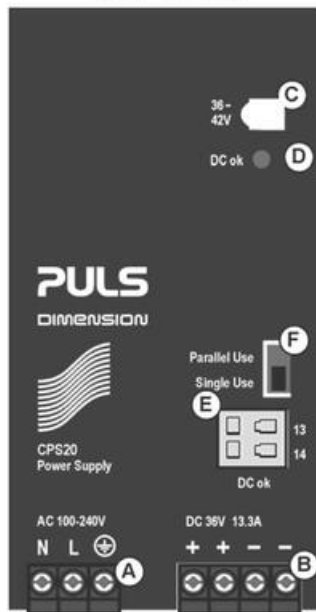 36–
42V
C
DC ok
D
PULS
DIMENSION
F
Parallel Use
Single Use
E
CPS20
Power Supply
13
14
DC ok
AC 100-240V
DC 36V 13.3A
N L
A
+ + – –
B